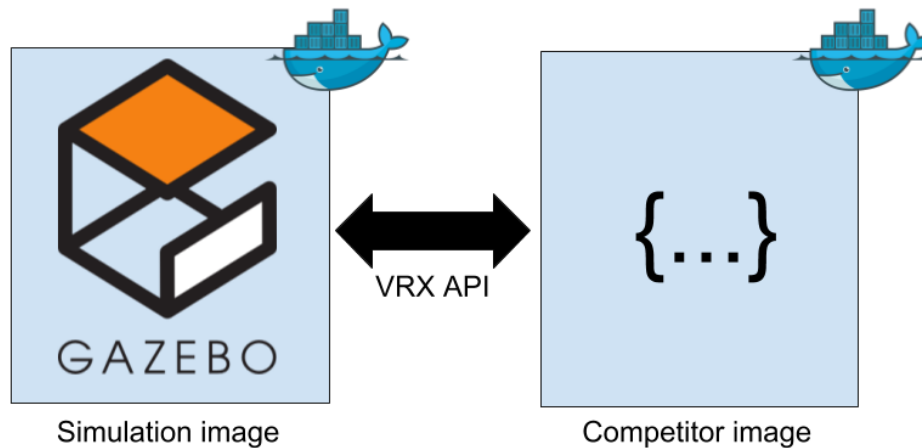 GAZEBO
{...}
VRX API
Simulation image
Competitor image